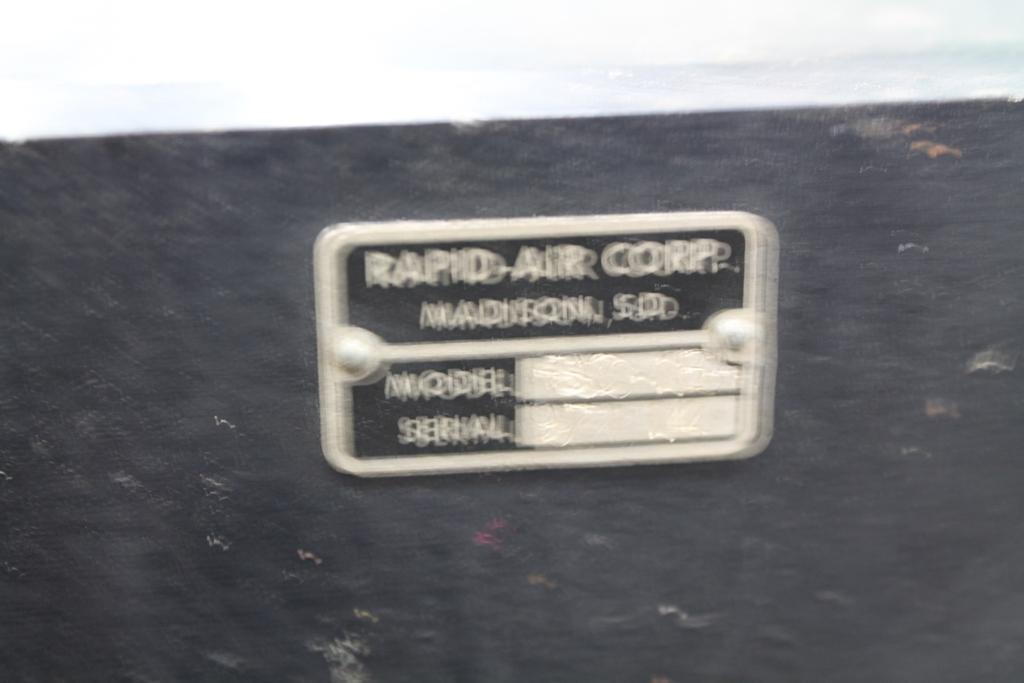 RAPID-AIR CORP.
MADISON, SD.
MODEL
SERIAL